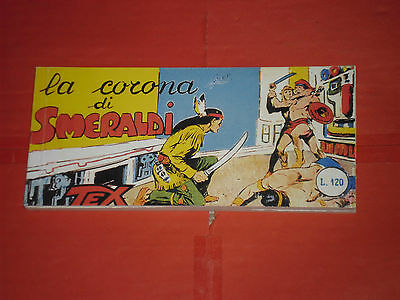 la corona
di
SMERALDI
TEX
L. 120